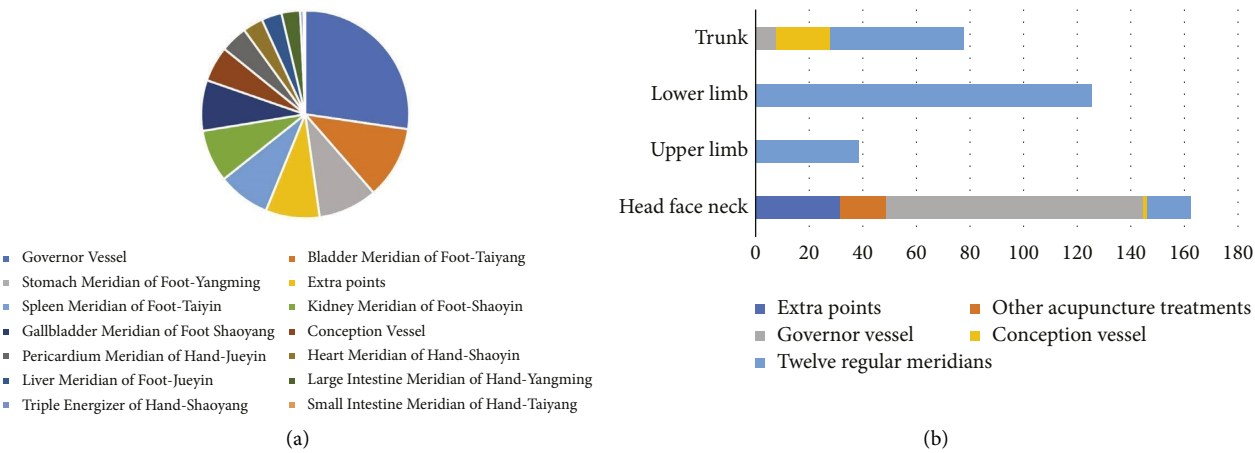 Governor Vessel
Bladder Meridian of Foot-Taiyang
Stomach Meridian of Foot-Yangming
Extra points
Spleen Meridian of Foot-Taiyin
Kidney Meridian of Foot-Shaoyin
Gallbladder Meridian of Foot Shaoyang
Conception Vessel
Pericardium Meridian of Hand-Jueyin
Heart Meridian of Hand-Shaoyin
Liver Meridian of Foot-Jueyin
Large Intestine Meridian of Hand-Yangming
Triple Energizer of Hand-Shaoyang
Small Intestine Meridian of Hand-Taiyang
(a)
Trunk
Lower limb
Upper limb
Head face neck
0 20 40 60 80 100 120 140 160 180
Extra points
Other acupuncture treatments
Governor vessel
Conception vessel
Twelve regular meridians
(b)